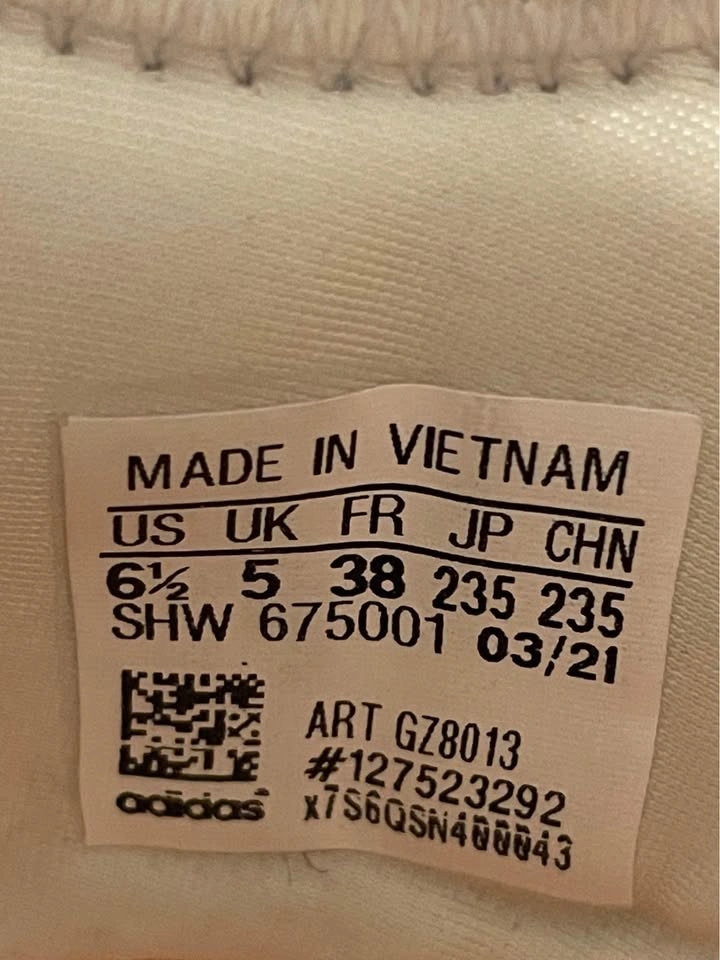 MADE IN VIETNAM
US UK FR JP CHN
6½ 5 38 235 235
SHW 675001 03/21
ART GZ8013
#127523292
x7S6QSN400043
adidas